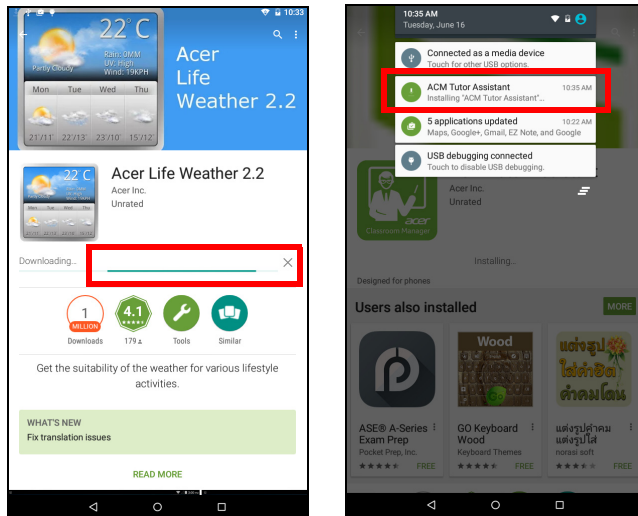 10:33
22° C
Rain: 0MM
UV: High
Wind: 19KPH
Partly Cloudy
Mon Tue Wed Thu
21°/11° 22°/13° 23°/10° 15°/12°
Acer
Life
Weather 2.2
22° C
Acer Life Weather 2.2
Acer Inc.
Unrated
Downloading...
1
MILLION
4.1
Downloads 179 Tools Similar
Get the suitability of the weather for various lifestyle
activities.
WHAT'S NEW
Fix translation issues
READ MORE
10:35 AM
Tuesday, June 16
Connected as a media device
Touch for other USB options.
ACM Tutor Assistant 10:35 AM
Installing "ACM Tutor Assistant"...
5 applications updated 10:22 AM
Maps, Google+, Gmail, EZ Note, and Google
USB debugging connected
Touch to disable USB debugging.
acer
Classroom Manager
Acer Inc.
Unrated
Installing...
Designed for phones
Users also installed MORE
ASE® A-Series
Exam Prep
Pocket Prep, Inc.
FREE
Wood
Go
GO Keyboard
Wood
Keyboard Themes
FREE
แต่งรูป
ใส่คำฮิต
คำคมโดน
แต่งรูปคำคม
แต่งรูปใส่
norasi soft
FREE